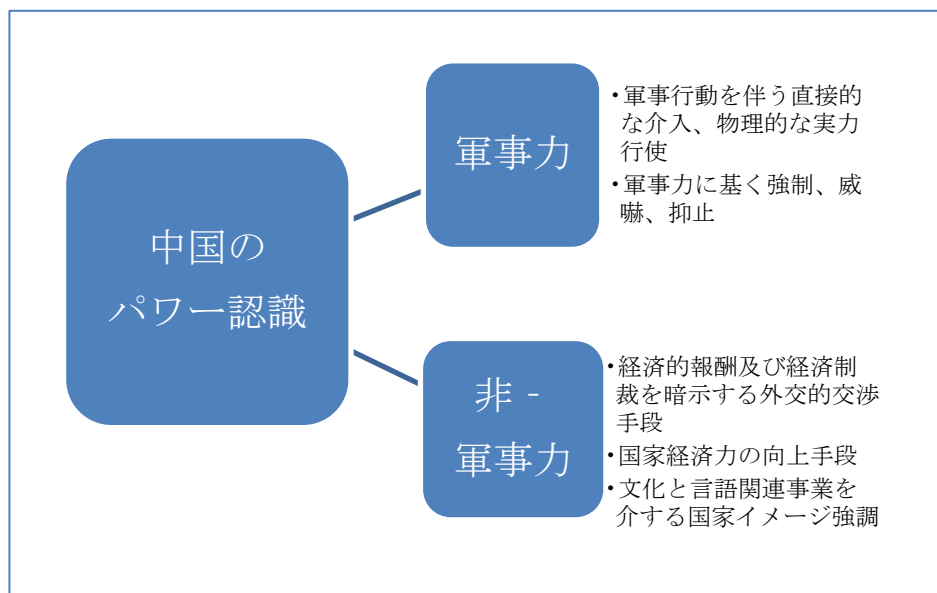 中国の
パワー認識
軍事力
・軍事行動を伴う直接的
な介入、物理的な実力
行使
・軍事力に基く強制、威
嚇、抑止
非‐
軍事力
・経済的報酬及び経済制
裁を暗示する外交的交渉
手段
・国家経済力の向上手段
・文化と言語関連事業を
介する国家イメージ強調